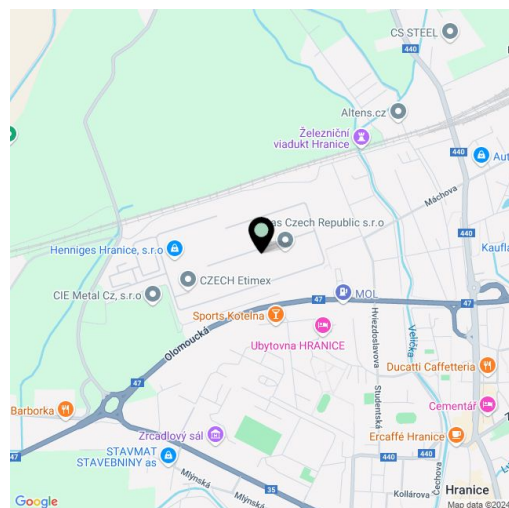 CS STEEL
440
Altens.cz
Železniční
viadukt Hranice
440
440
Aut
Máchova
as Czech Republic s.r.o
Kaufla
Henniges Hranice, s.r.o
CZECH Etimex
CIE Metal Cz, s.r.o
47
MOL
47
Sports Kotelna
Olomoucká
Ubytovna HRANICE
Hviezdoslavova
Velička
Studentská
Ducatti Caffetteria
47
Barborka
Cementář
Zrcadlový sál
Ercaffé Hranice
47
STAVMAT
STAVEBNINY as
Mlýnská
35
Čechova
Kollárova
Hranice
Mlýnská
Google
Map data ©2024